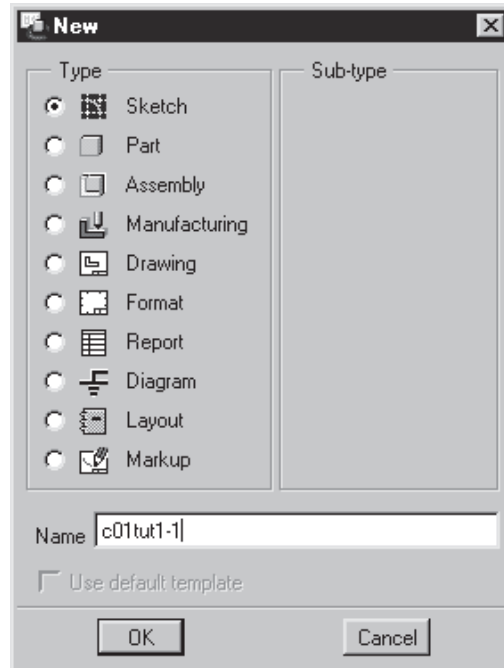 New
Type
Sub-type
Sketch
Part
Assembly
Manufacturing
Drawing
Format
Report
Diagram
Layout
Markup
Name c01tut1-1
Use default template
OK Cancel